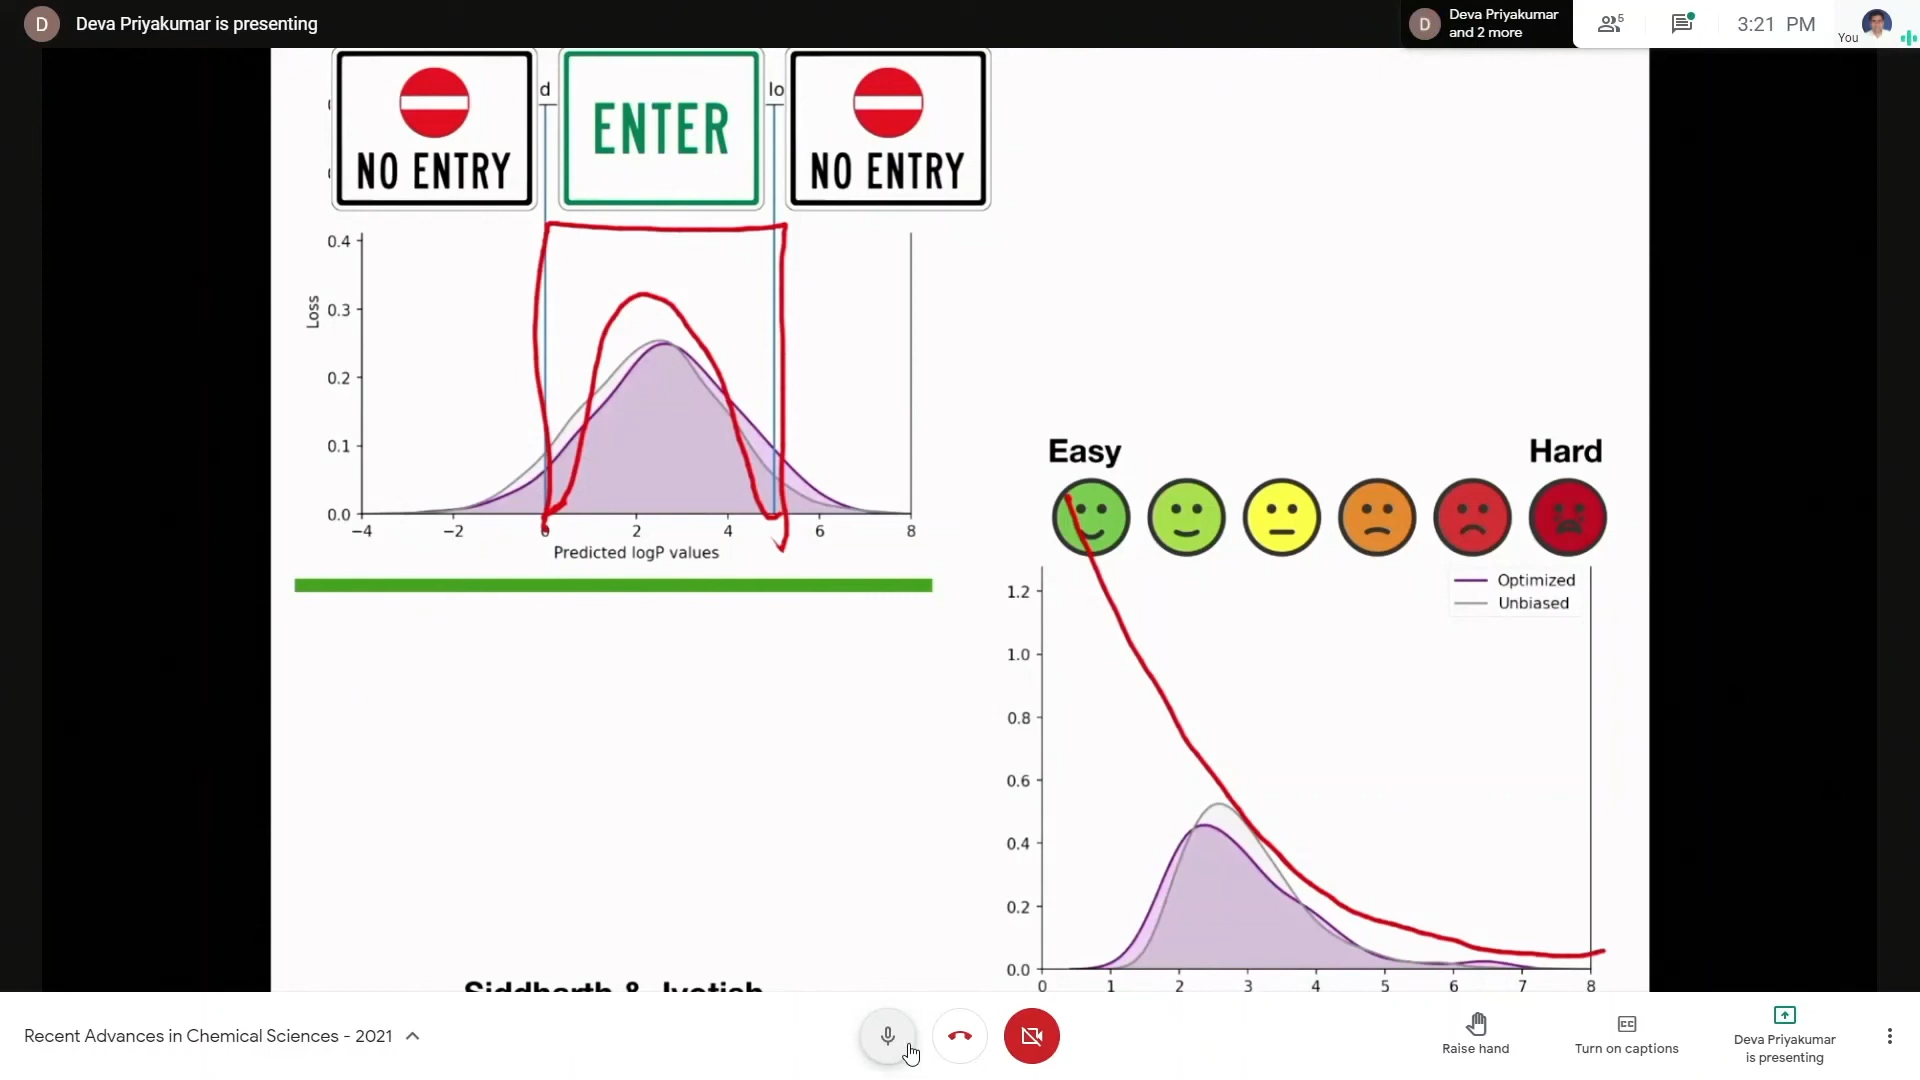 D
Deva Priyakumar is presenting
D
Deva Priyakumar
and 2 more
5
3:21 PM
You
NO ENTRY
d
ENTER
lo
NO ENTRY
0.4
0.3
0.2
0.1
0.0
Loss
−4
−2
0
2
4
6
8
Predicted logP values
Easy
Hard
Optimized
Unbiased
1.2
1.0
0.8
0.6
0.4
0.2
0.0
0
1
2
3
4
5
6
7
8
Siddharth & Jyotish
Recent Advances in Chemical Sciences - 2021
Raise hand
CC
Turn on captions
Deva Priyakumar
is presenting